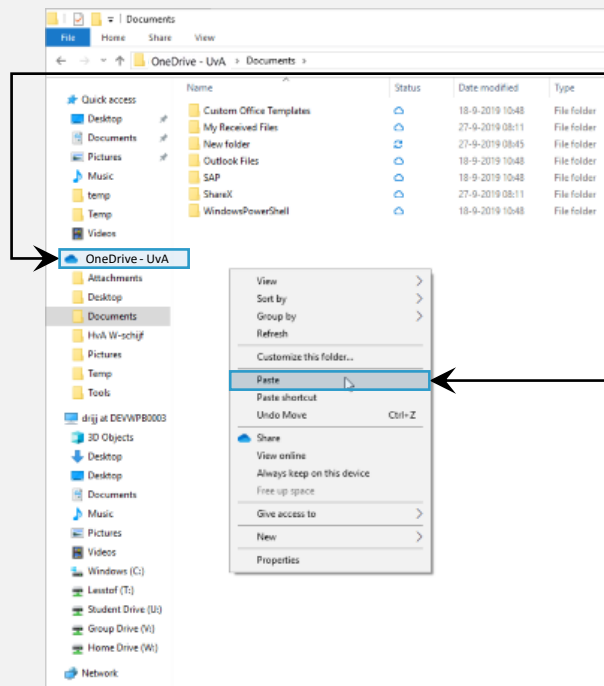 Documents
File Home Share View
OneDrive - UvA > Documents >
Name Status Date modified Type
Quick access
Desktop
Documents
Pictures
Music
temp
Temp
Videos
Custom Office Templates 18-9-2019 10:48 File folder
My Received Files 27-9-2019 08:11 File folder
New folder 27-9-2019 08:45 File folder
Outlook Files 18-9-2019 10:48 File folder
SAP 18-9-2019 10:48 File folder
ShareX 27-9-2019 08:11 File folder
WindowsPowerShell 18-9-2019 10:48 File folder
OneDrive - UvA
Attachments
Desktop
Documents
HvA W-schijf
Pictures
Temp
Tools
drijj at DEVWPB0003
3D Objects
Desktop
Desktop
Documents
Music
Pictures
Videos
Windows (C:)
Lesstof (T:)
Student Drive (U:)
Group Drive (V:)
Home Drive (W:)
Network
View
Sort by
Group by
Refresh
Customize this folder...
Paste
Paste shortcut
Undo Move Ctrl+Z
Share
View online
Always keep on this device
Free up space
Give access to
New
Properties